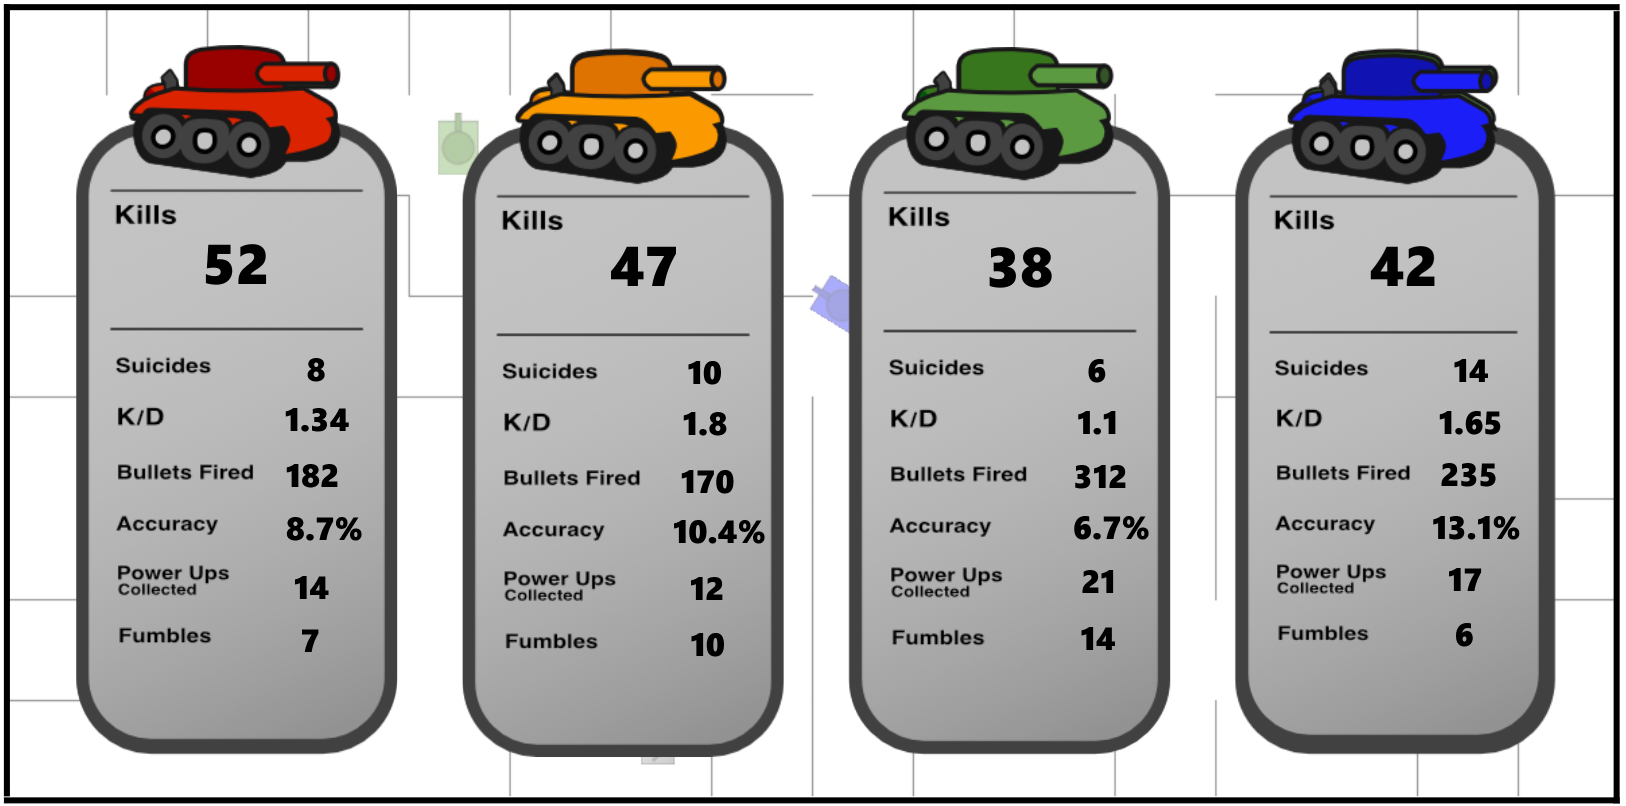 Kills
52
Suicides 8
K/D 1.34
Bullets Fired 182
Accuracy 8.7%
Power Ups
Collected 14
Fumbles 7
Kills
47
Suicides 10
K/D 1.8
Bullets Fired 170
Accuracy 10.4%
Power Ups
Collected 12
Fumbles 10
Kills
38
Suicides 6
K/D 1.1
Bullets Fired 312
Accuracy 6.7%
Power Ups
Collected 21
Fumbles 14
Kills
42
Suicides 14
K/D 1.65
Bullets Fired 235
Accuracy 13.1%
Power Ups
Collected 17
Fumbles 6